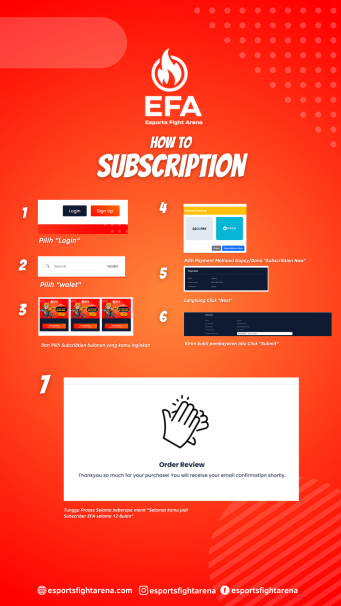 EFA
Esports Fight Arena
HOW TO
SUBSCRIPTION
1
Login
Sign Up
Pilih "Login"
2
Search
Wallet
Pilih "walet"
3
Dan Pilih Subcribtion bulanan yang kamu inginkan
4
gopay
DANA
Pilih Payment Methond Gopay/Dana "Subscribtion Now"
5
Payment
Langsung Click "Next"
6
Kirim bukti pembayaran lalu Click "Submit"
7
Order Review
Thankyou so much for your purchase! You will receive your email confirmation shortly.
Tunggu Proses Selama beberapa menit "Selamat kamu jadi
Subscriber EFA selama 12 Bulan"
esportsfightarena.com
esportsfightarena
esportsfightarena